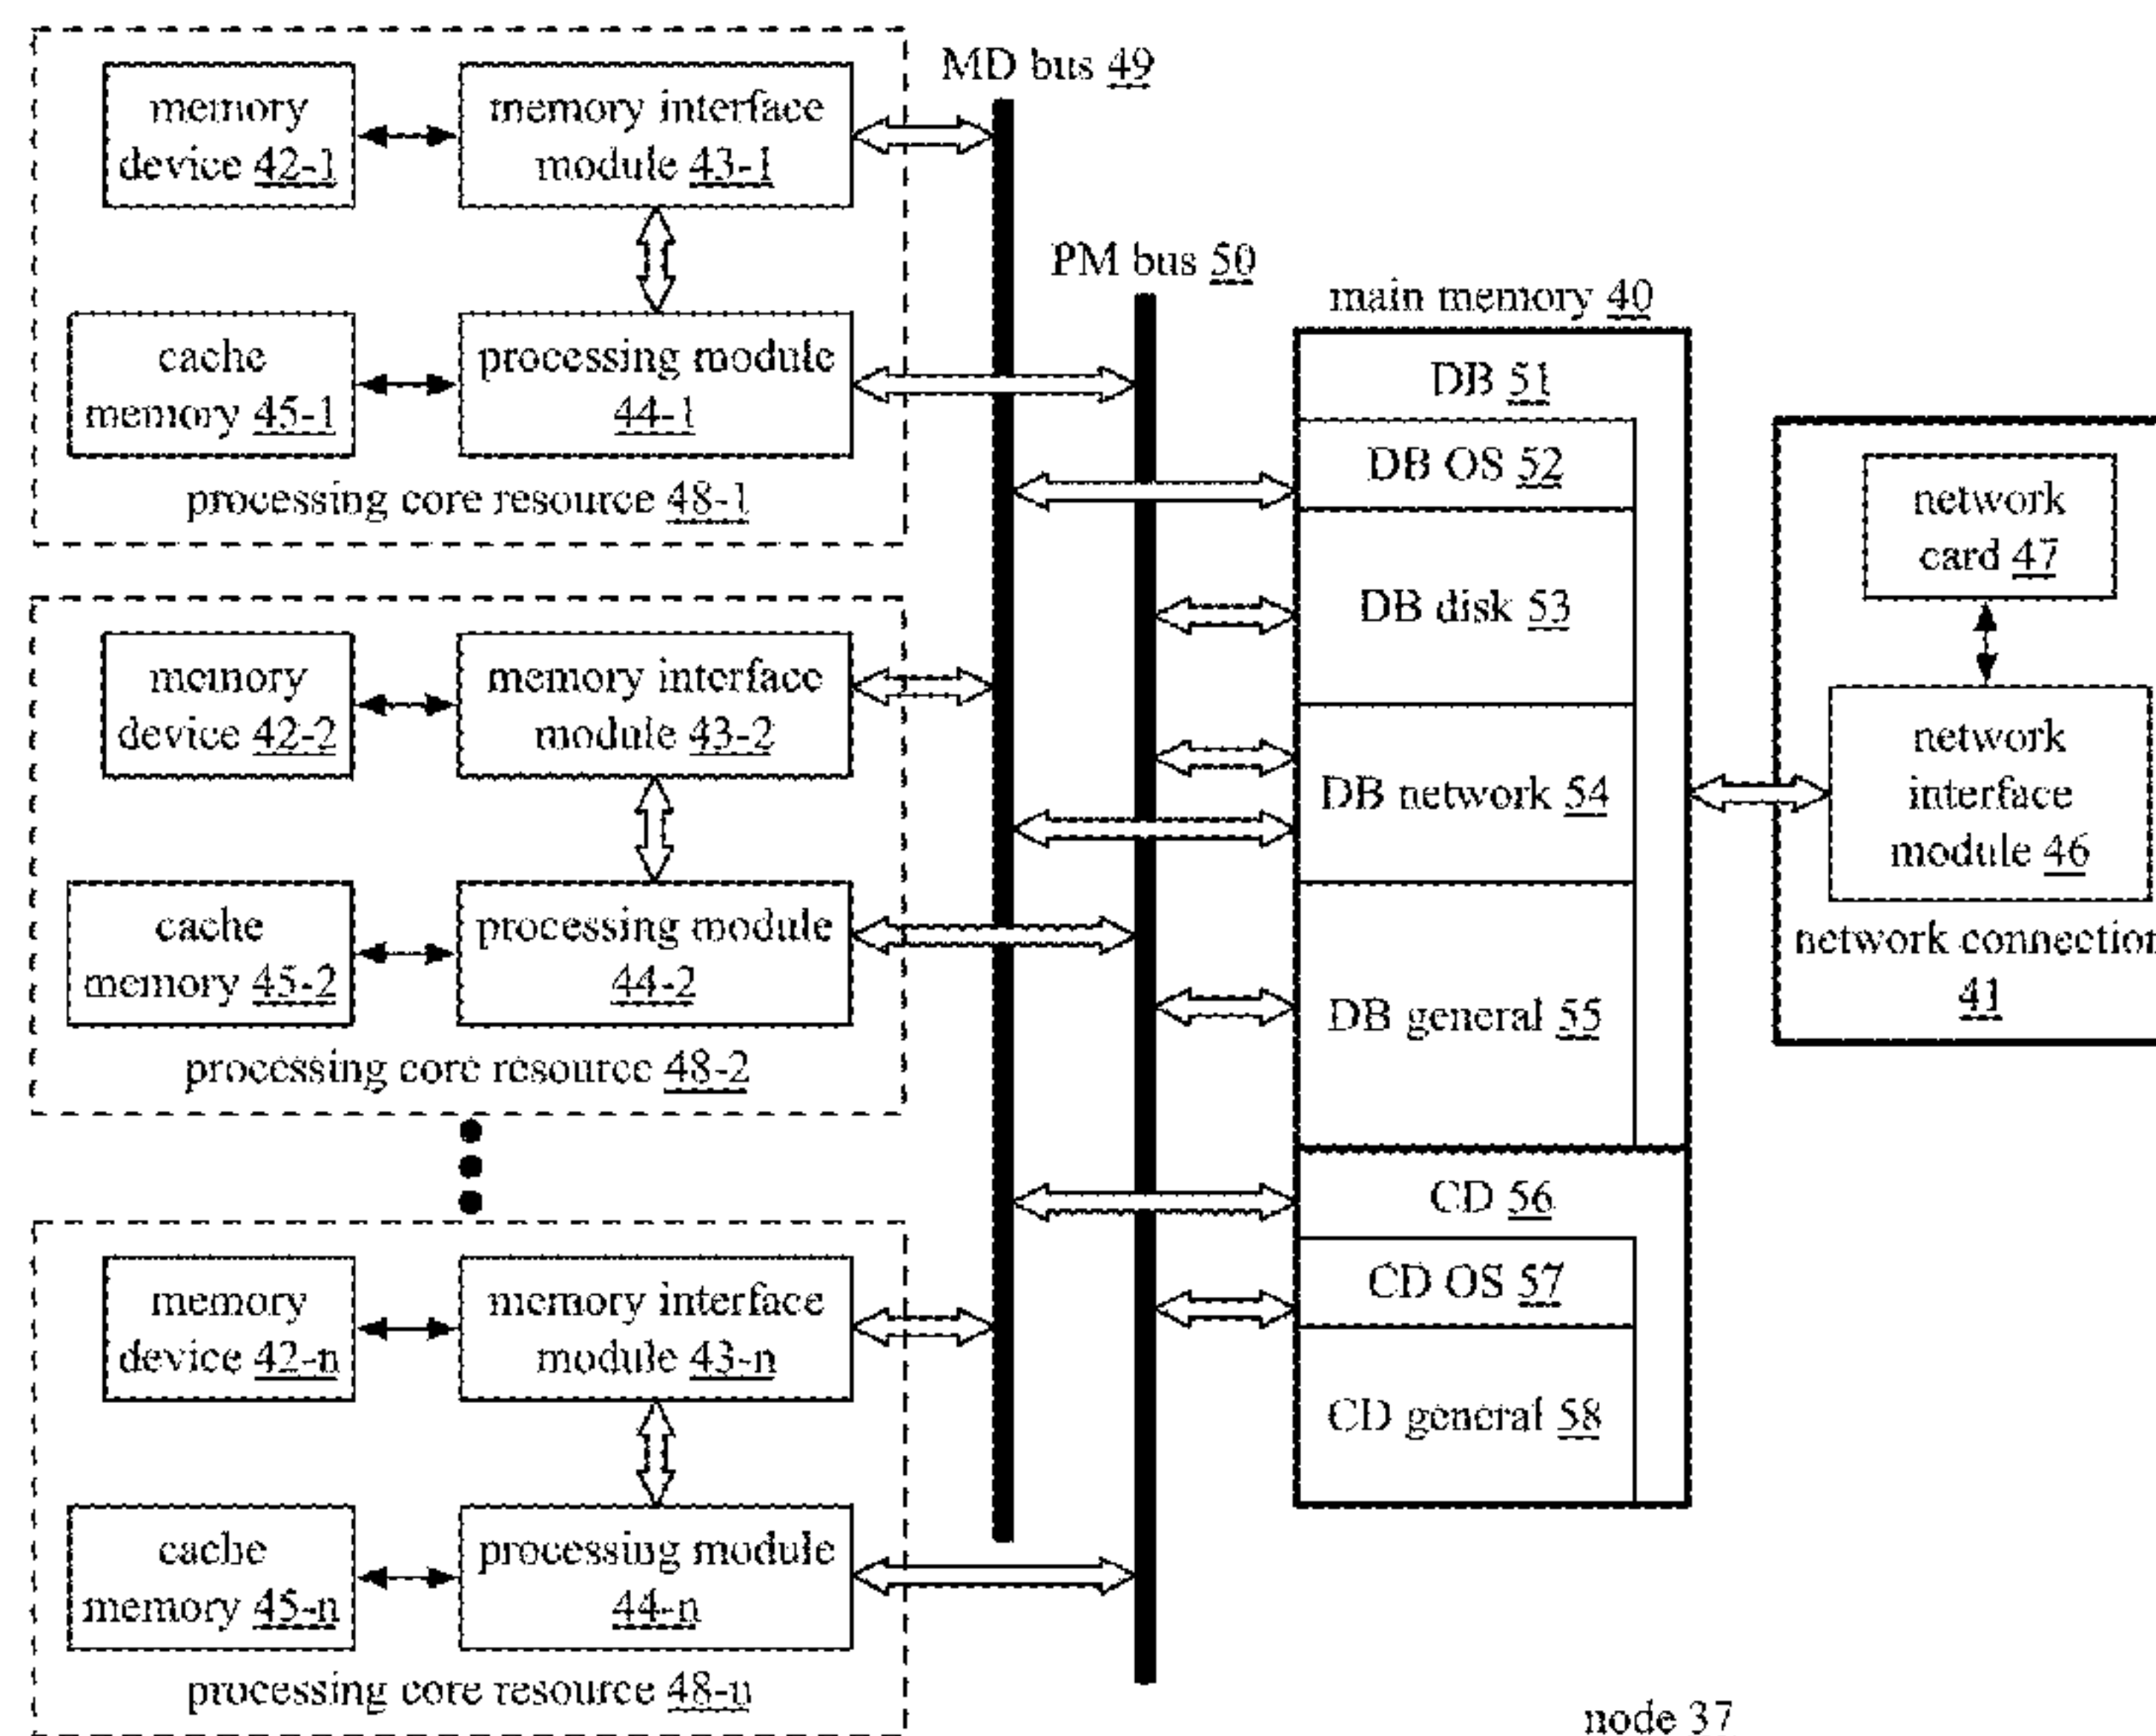 memory
device 42-1
memory interface
module 43-1
cache
memory 45-1
processing module
44-1
processing core resource 48-1
memory
device 42-2
memory interface
module 43-2
cache
memory 45-2
processing module
44-2
processing core resource 48-2
memory
device 42-n
memory interface
module 43-n
cache
memory 45-n
processing module
44-n
processing core resource 48-n
MD bus 49
PM bus 50
main memory 40
DB 51
DB OS 52
DB disk 53
DB network 54
DB general 55
CD 56
CD OS 57
CD general 58
network
card 47
network
interface
module 46
network connection
41
node 37